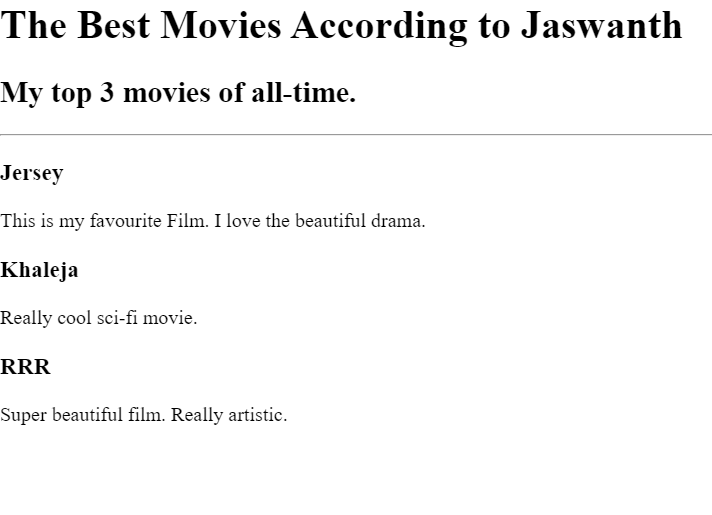 The Best Movies According to Jaswanth
My top 3 movies of all-time.
Jersey
This is my favourite Film. I love the beautiful drama.
Khaleja
Really cool sci-fi movie.
RRR
Super beautiful film. Really artistic.